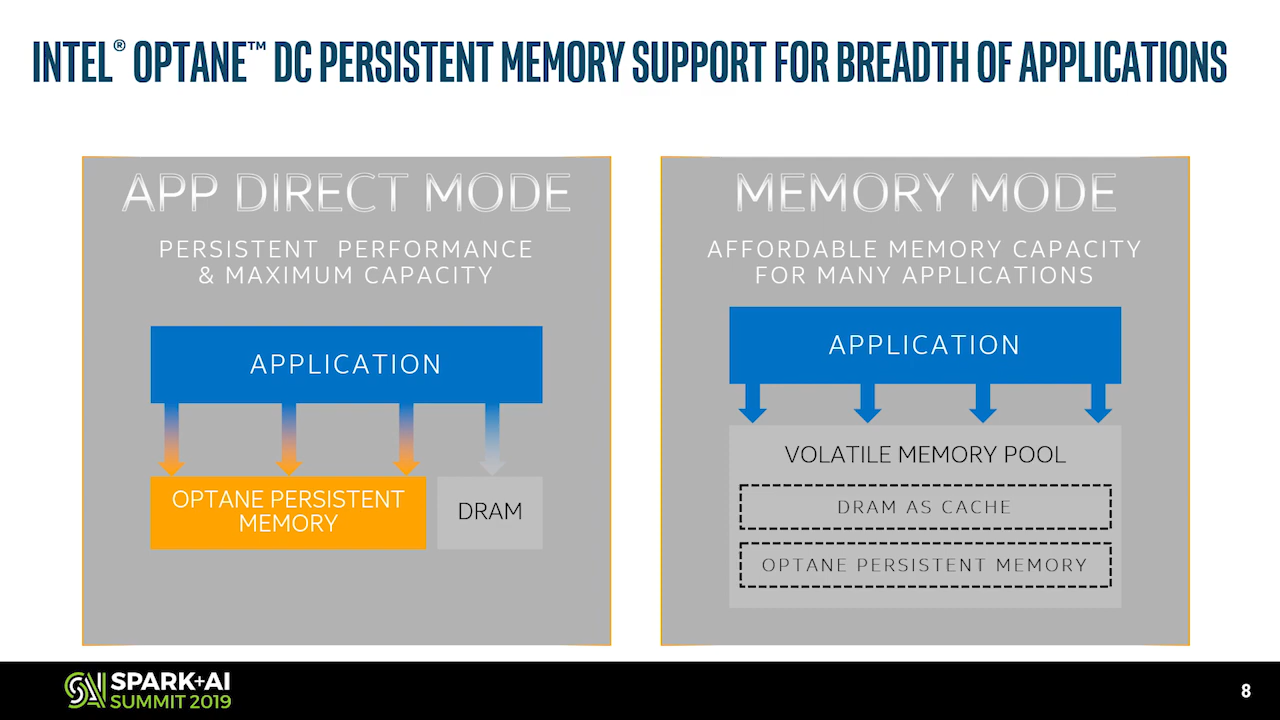 INTEL® OPTANE™ DC PERSISTENT MEMORY SUPPORT FOR BREADTH OF APPLICATIONS
APP DIRECT MODE
PERSISTENT PERFORMANCE
& MAXIMUM CAPACITY
APPLICATION
OPTANE PERSISTENT
MEMORY
DRAM
MEMORY MODE
AFFORDABLE MEMORY CAPACITY
FOR MANY APPLICATIONS
APPLICATION
VOLATILE MEMORY POOL
DRAM AS CACHE
OPTANE PERSISTENT MEMORY
SPARK+AI
SUMMIT 2019
8